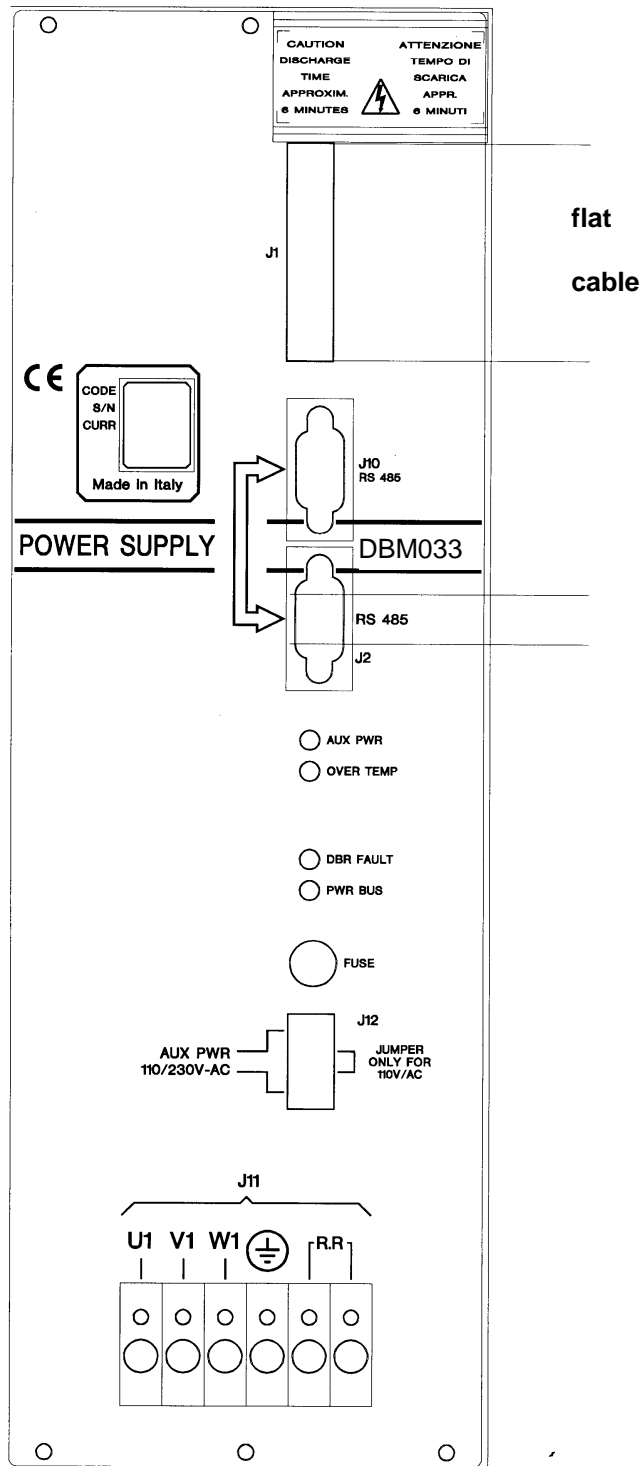 CAUTION
DISCHARGE
TIME
APPROXIM.
6 MINUTES
ATTENZIONE
TEMPO DI
SCARICA
APPR.
6 MINUTI
flat
cable
J1
CE
CODE
S/N
CURR
Made in Italy
J10
RS 485
POWER SUPPLY
DBM033
RS 485
J2
AUX PWR
OVER TEMP
DBR FAULT
PWR BUS
FUSE
J12
AUX PWR
110/230V-AC
JUMPER
ONLY FOR
110V/AC
J11
U1 V1 W1 R.R